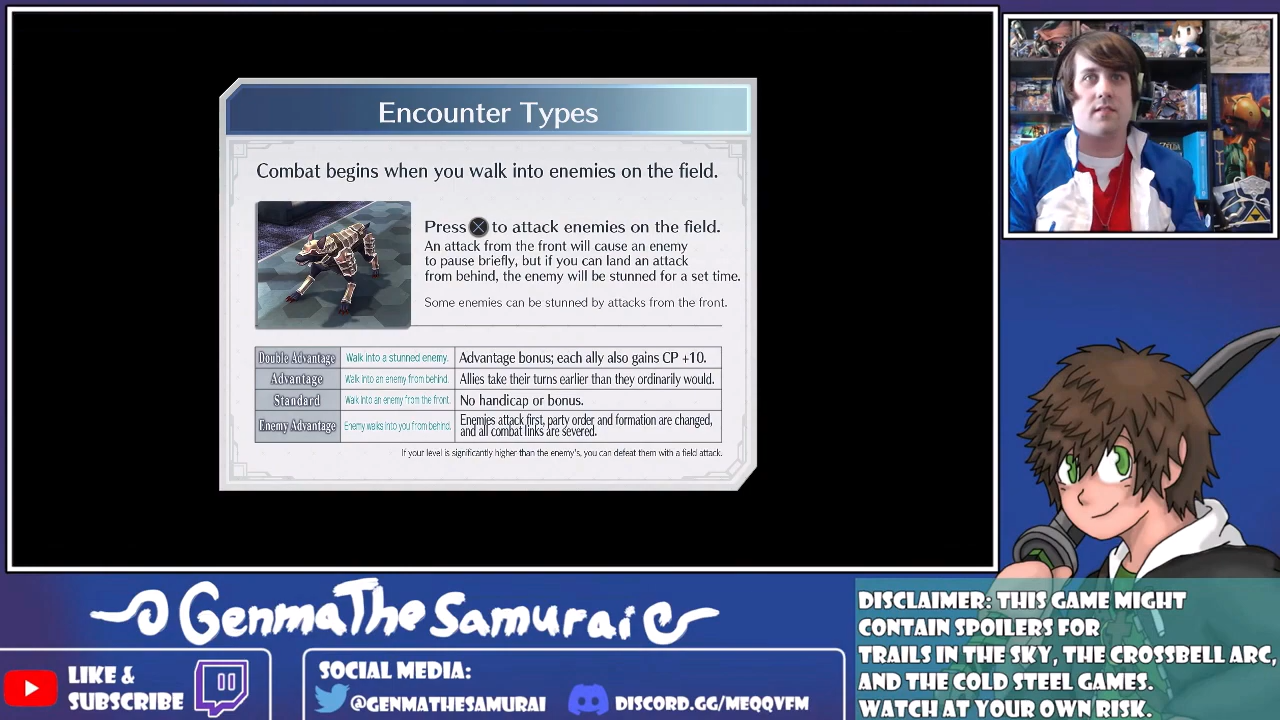 Encounter Types
Combat begins when you walk into enemies on the field.
Press ⓧ to attack enemies on the field.
An attack from the front will cause an enemy
to pause briefly, but if you can land an attack
from behind, the enemy will be stunned for a set time.
Some enemies can be stunned by attacks from the front.
Double Advantage Walk into a stunned enemy. Advantage bonus; each ally also gains CP +10.
Advantage Walk into an enemy from behind. Allies take their turns earlier than they ordinarily would.
Standard Walk into an enemy from the front. No handicap or bonus.
Enemy Advantage Enemy walks into you from behind. Enemies attack first, party order and formation are changed,
and all combat links are severed.
If your level is significantly higher than the enemy's, you can defeat them with a field attack.
GenmaTheSamurai
LIKE &
SUBSCRIBE
SOCIAL MEDIA:
@GENMATHESAMURAI
DISCORD.GG/MEQQVFM
DISCLAIMER: THIS GAME MIGHT
CONTAIN SPOILERS FOR
TRAILS IN THE SKY, THE CROSSBELL ARC,
AND THE COLD STEEL GAMES.
WATCH AT YOUR OWN RISK.